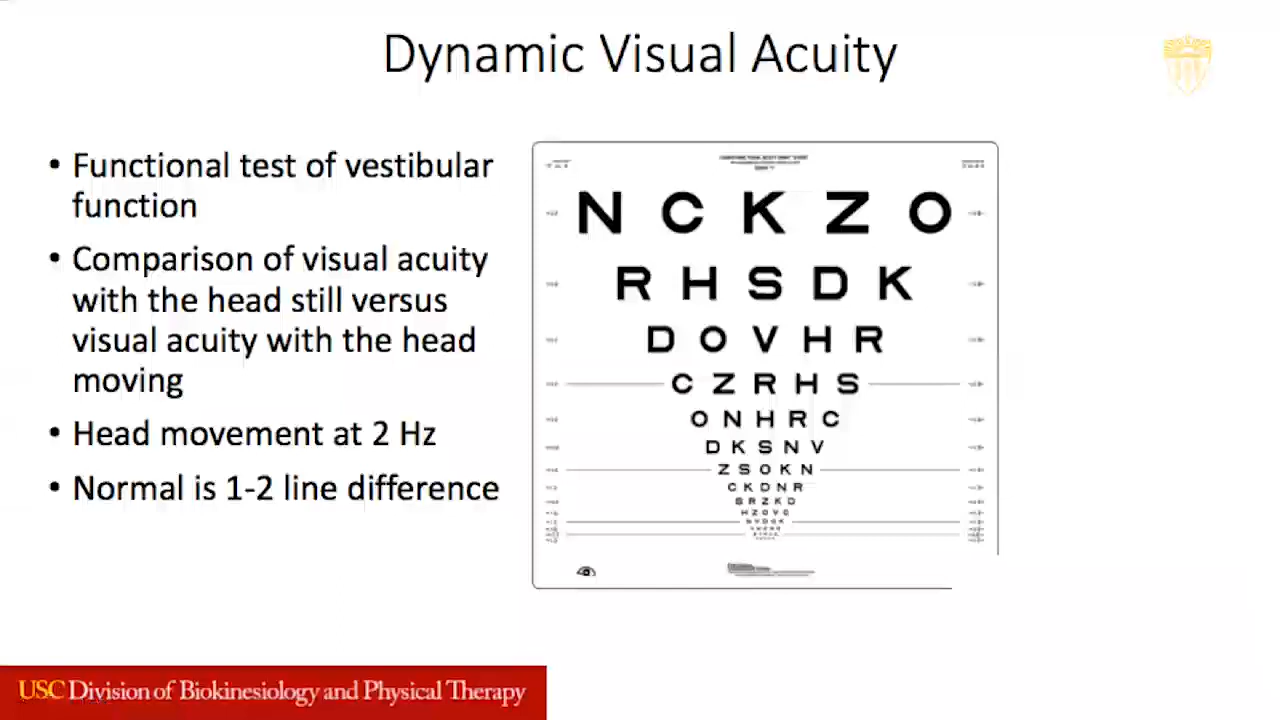 Dynamic Visual Acuity
• Functional test of vestibular
function
• Comparison of visual acuity
with the head still versus
visual acuity with the head
moving
• Head movement at 2 Hz
• Normal is 1-2 line difference
N C K Z O
R H S D K
D O V H R
C Z R H S
O N H R C
D K S N V
Z S O K N
C K D N R
S R Z K D
H Z O V C
USC Division of Biokinesiology and Physical Therapy